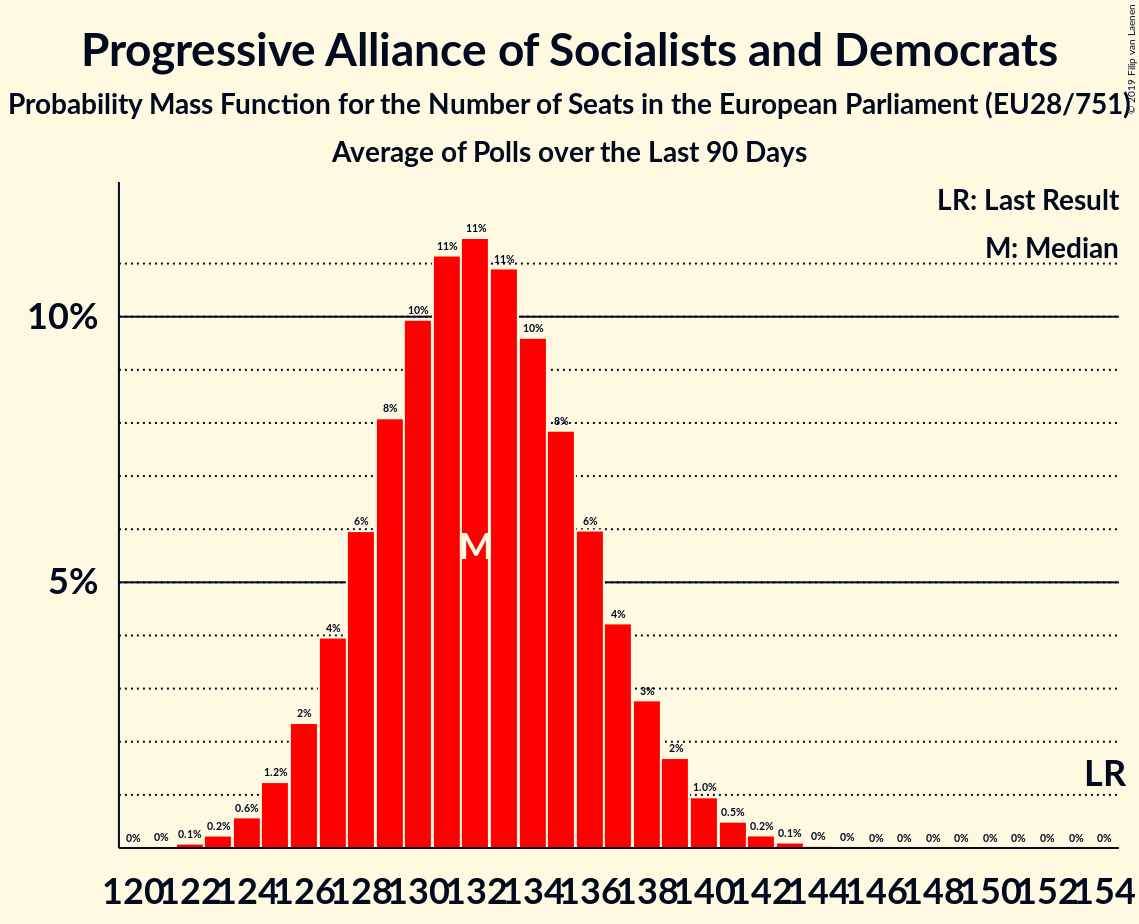 Progressive Alliance of Socialists and Democrats
Probability Mass Function for the Number of Seats in the European Parliament (EU28/751)
Average of Polls over the Last 90 Days
© 2019 Filip van Laenen
LR: Last Result
M: Median
10%
5%
0% 0% 0.1% 0.2% 0.6% 1.2% 2% 4% 6% 8% 10% 11% 11% 11% 10% 8% 6% 4% 3% 2% 1.0% 0.5% 0.2% 0.1% 0% 0% 0% 0% 0% 0% 0% 0% 0% 0% 0%
M
LR
120 122 124 126 128 130 132 134 136 138 140 142 144 146 148 150 152 154